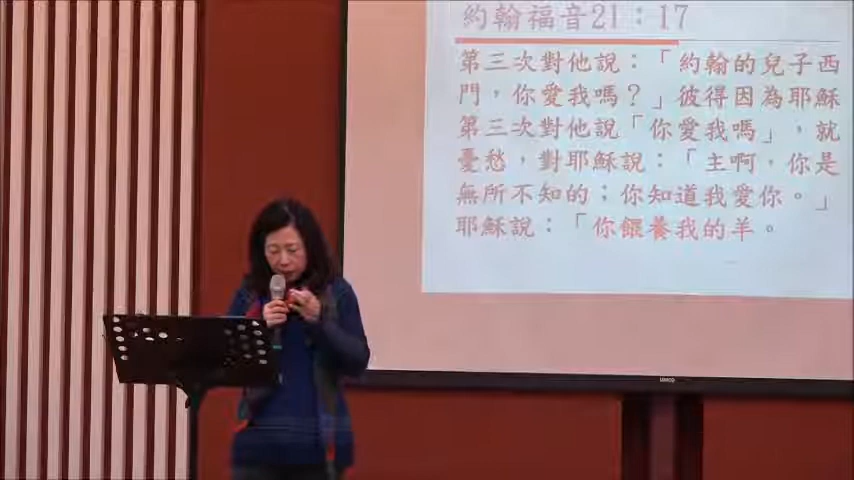 約翰福音21：17
第三次對他說：「約翰的兒子西
門，你愛我嗎？」彼得因為耶穌
第三次對他說「你愛我嗎」，就
憂愁，對耶穌說：「主啊，你是
無所不知的；你知道我愛你。」
耶穌說：「你餵養我的羊。